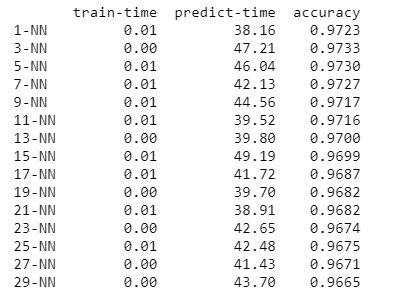 train-time predict-time accuracy
1-NN 0.01 38.16 0.9723
3-NN 0.00 47.21 0.9733
5-NN 0.01 46.04 0.9730
7-NN 0.01 42.13 0.9727
9-NN 0.01 44.56 0.9717
11-NN 0.01 39.52 0.9716
13-NN 0.00 39.80 0.9700
15-NN 0.01 49.19 0.9699
17-NN 0.01 41.72 0.9687
19-NN 0.00 39.70 0.9682
21-NN 0.01 38.91 0.9682
23-NN 0.00 42.65 0.9674
25-NN 0.01 42.48 0.9675
27-NN 0.00 41.43 0.9671
29-NN 0.00 43.70 0.9665